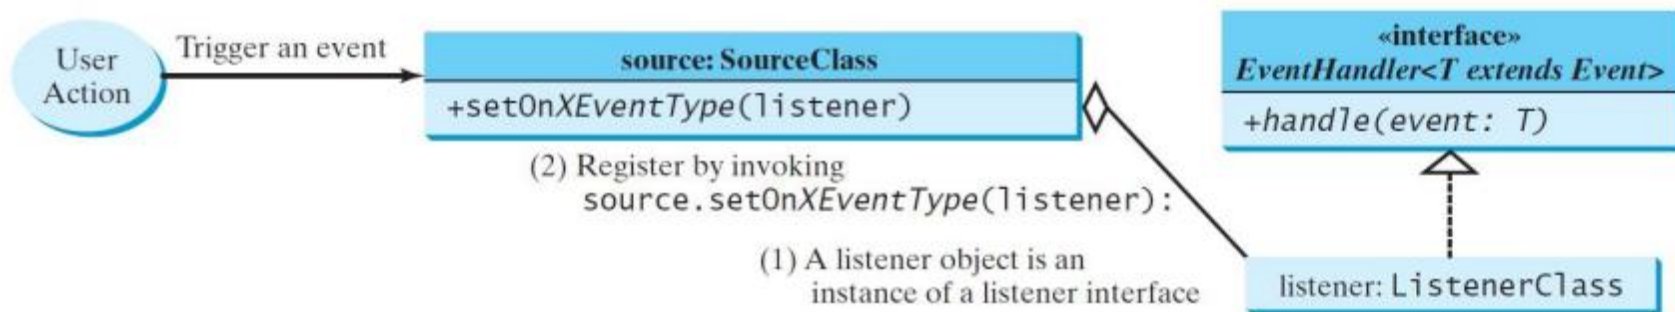 User
Action
Trigger an event
source: SourceClass
+setOnXEventType(listener)
«interface»
EventHandler<T extends Event>
+handle(event: T)
(2) Register by invoking
source.setOnXEventType(listener):
(1) A listener object is an
instance of a listener interface
listener: ListenerClass